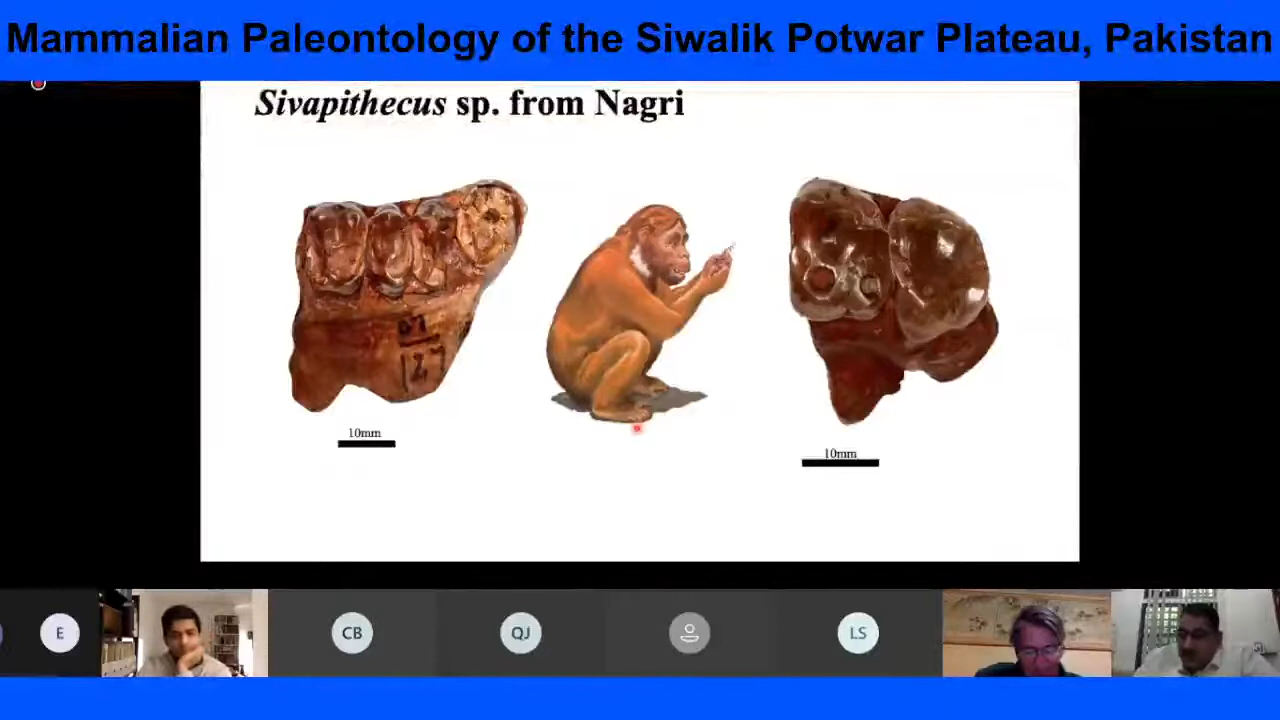 Mammalian Paleontology of the Siwalik Potwar Plateau, Pakistan
Sivapithecus sp. from Nagri
10mm
10mm
E
CB
QJ
LS